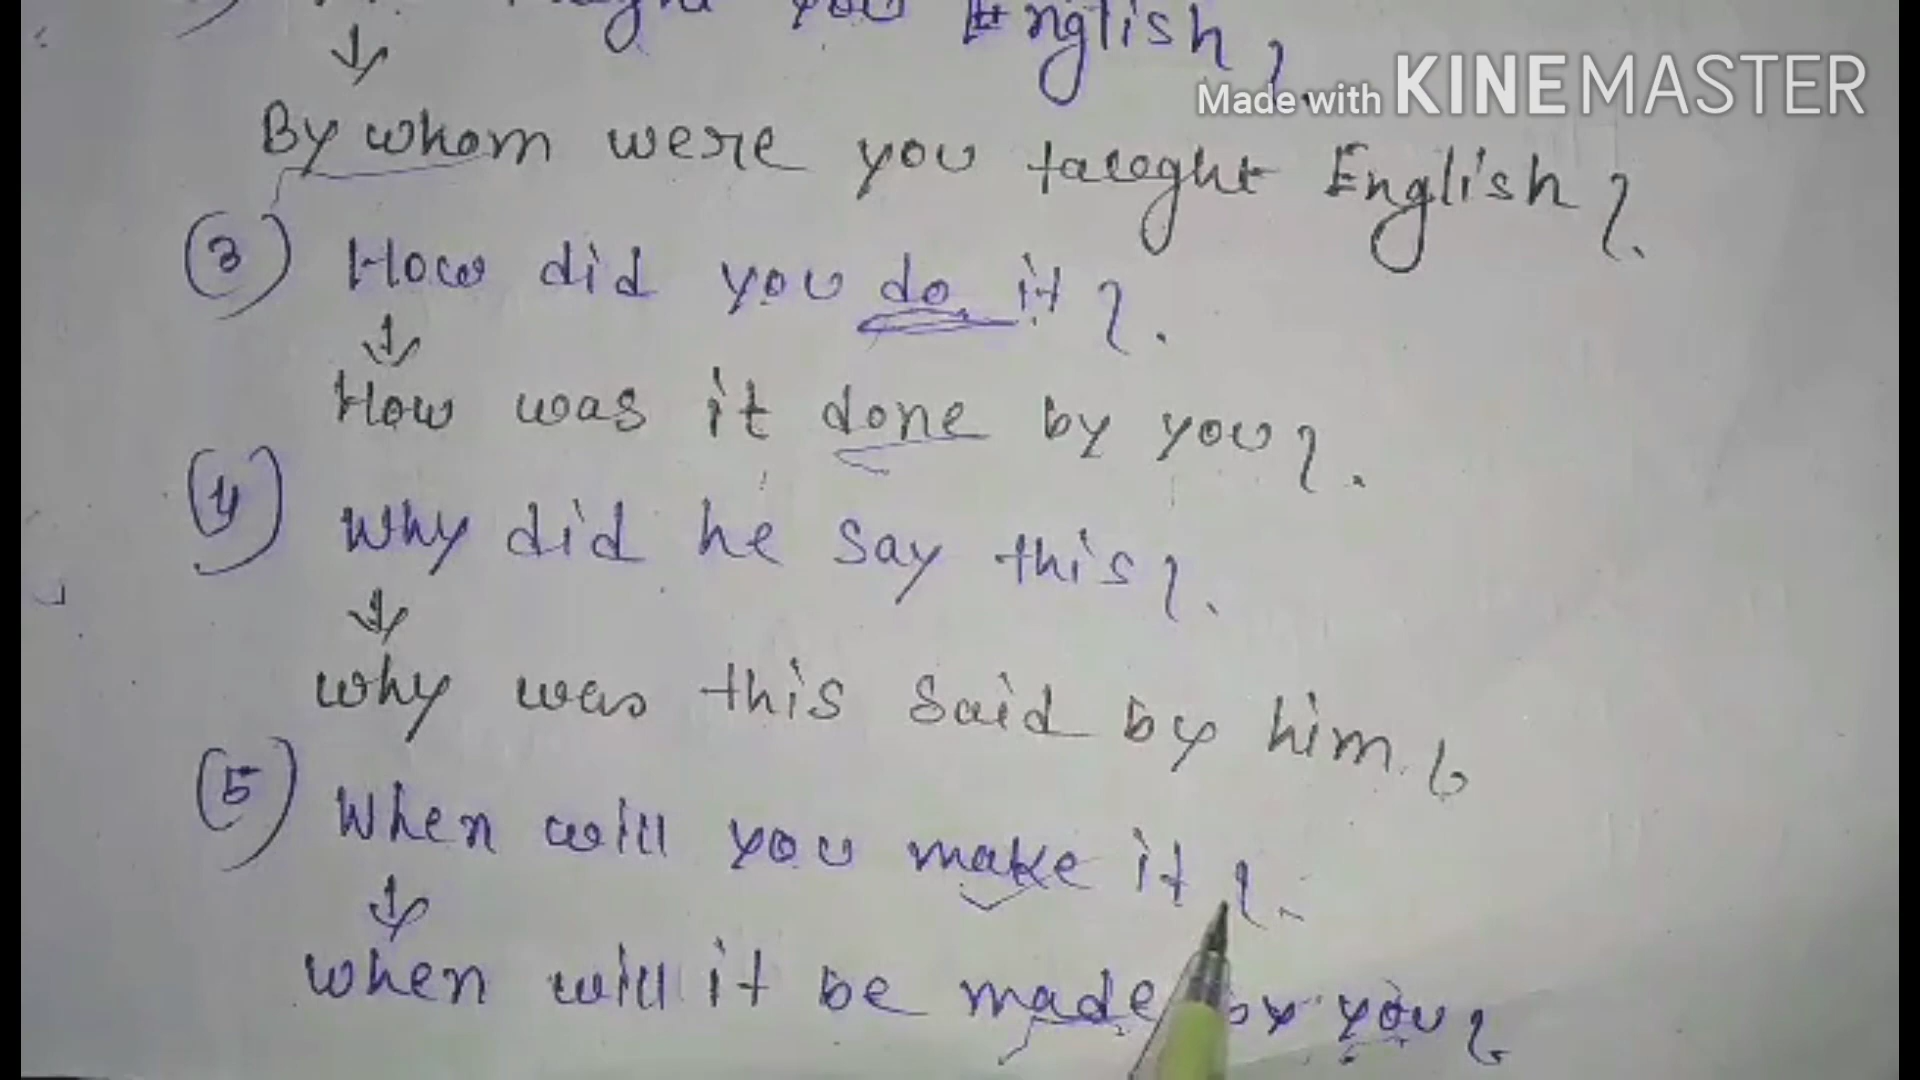 you English?
Made with KINEMASTER
By whom were you taught English?
(3) How did you do it?
How was it done by you?
(4) Why did he say this?
why was this said by him?
(5) When will you make it?
when will it be made by you?